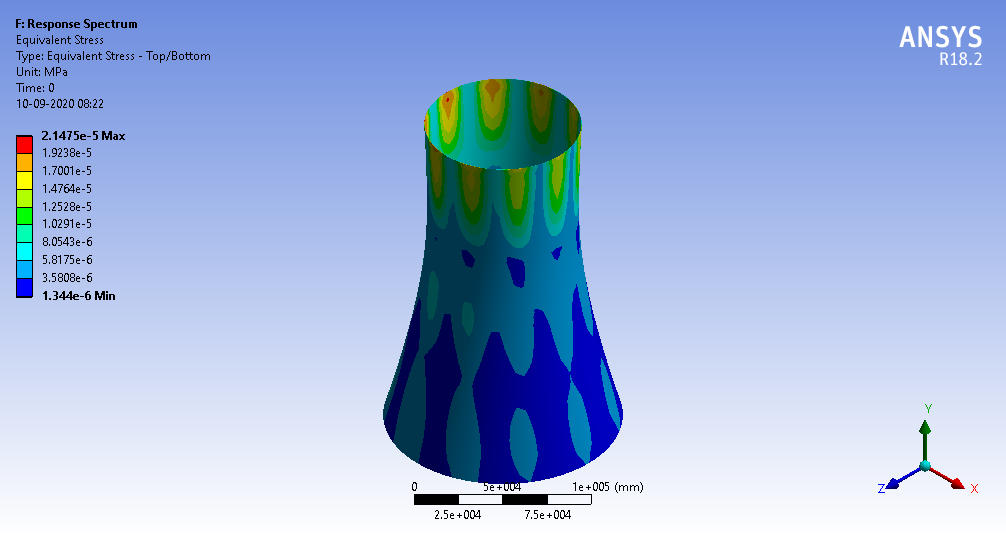 F: Response Spectrum
Equivalent Stress
Type: Equivalent Stress - Top/Bottom
Unit: MPa
Time: 0
10-09-2020 08:22
ANSYS
R18.2
2.1475e-5 Max
1.9238e-5
1.7001e-5
1.4764e-5
1.2528e-5
1.0291e-5
8.0543e-6
5.8175e-6
3.5808e-6
1.344e-6 Min
0 5e+004 1e+005 (mm)
2.5e+004 7.5e+004
Y
Z X